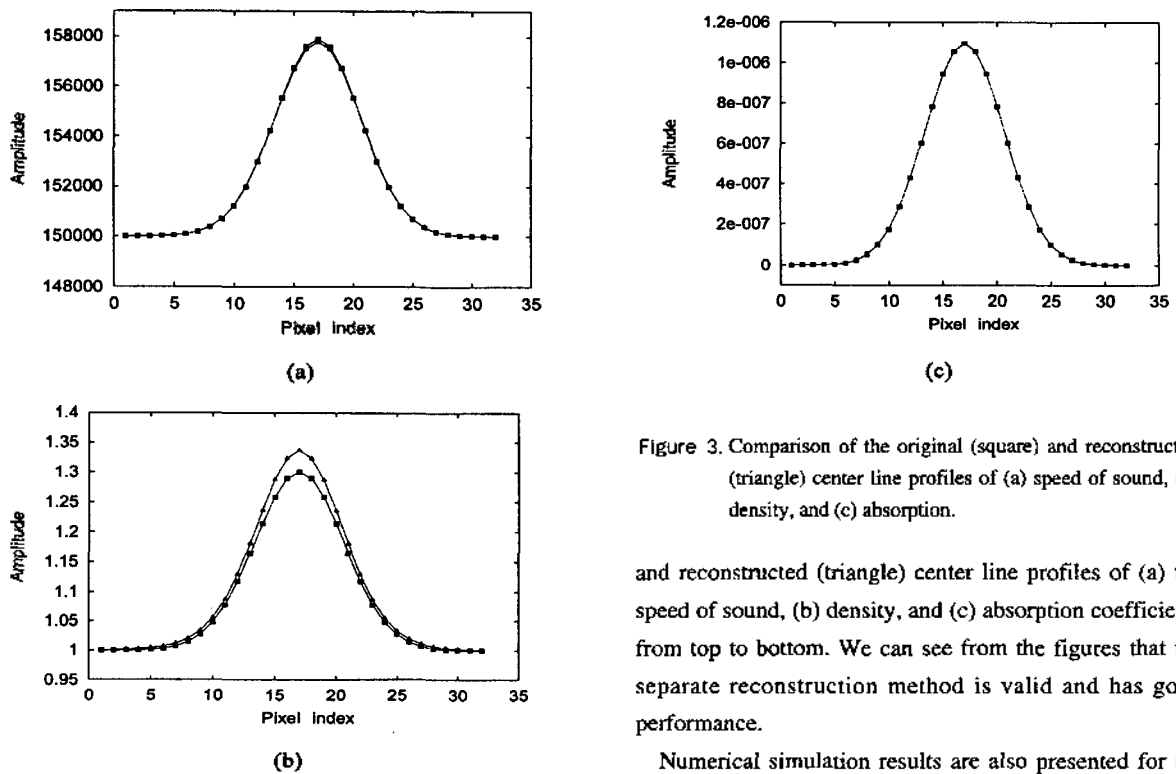 158000
156000
154000
152000
150000
148000
Amplitude
0 5 10 15 20 25 30 35
Pixel index
(a)
1.4
1.35
1.3
1.25
1.2
1.15
1.1
1.05
1
0.95
Amplitude
0 5 10 15 20 25 30 35
Pixel index
(b)
1.2e-006
1e-006
8e-007
6e-007
4e-007
2e-007
0
Amplitude
0 5 10 15 20 25 30 35
Pixel index
(c)
Figure 3. Comparison of the original (square) and reconstruct
(triangle) center line profiles of (a) speed of sound,
density, and (c) absorption.
and reconstructed (triangle) center line profiles of (a)
speed of sound, (b) density, and (c) absorption coefficie
from top to bottom. We can see from the figures that
separate reconstruction method is valid and has go
performance.
Numerical simulation results are also presented for